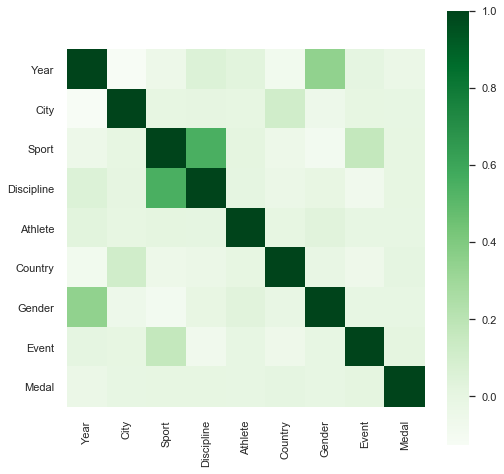 1.0
0.8
0.6
0.4
0.2
0.0
Year
City
Sport
Discipline
Athlete
Country
Gender
Event
Medal
Year
City
Sport
Discipline
Athlete
Country
Gender
Event
Medal